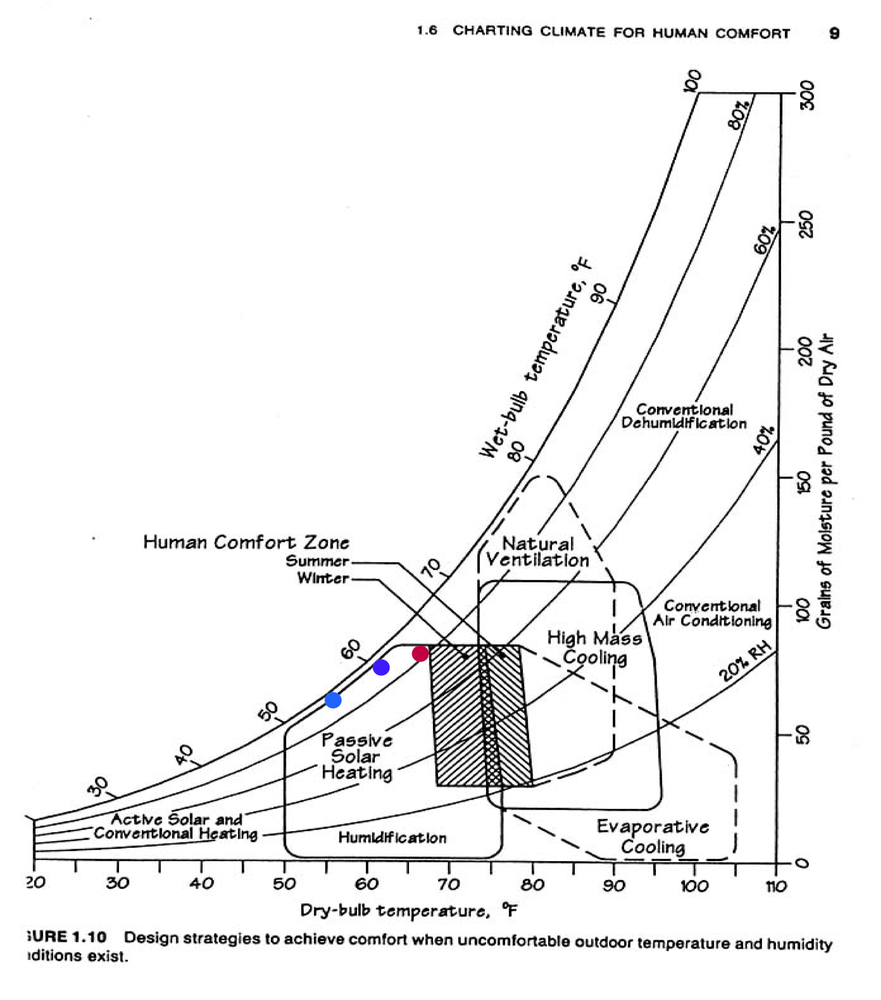 1.6 CHARTING CLIMATE FOR HUMAN COMFORT 9
100
80%
300
60%
250
Wet-bulb temperature, °F
90
200
80
Conventional
Dehumidification
40%
150
Grains of Moisture per Pound of Dry Air
Human Comfort Zone
Summer
Winter
70
Natural
Ventilation
100
Conventional
Air Conditioning
High Mass
Cooling
60
20% RH
50
50
Passive
Solar
Heating
40
30
Active Solar and
Conventional Heating
Humidification
Evaporative
Cooling
0
20 30 40 50 60 70 80 90 100 110
Dry-bulb temperature, °F
GURE 1.10 Design strategies to achieve comfort when uncomfortable outdoor temperature and humidity
nditions exist.